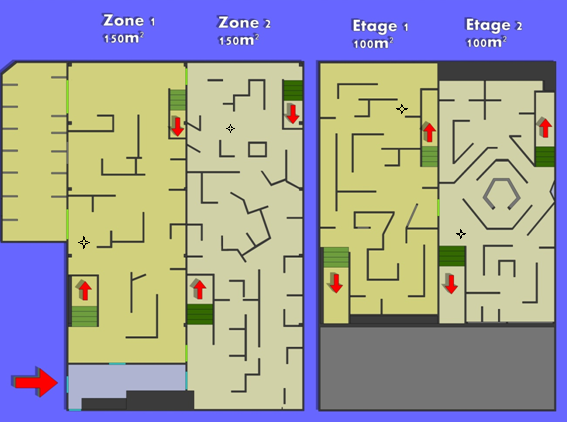 Zone 1
150m²
Zone 2
150m²
Etage 1
100m²
Etage 2
100m²